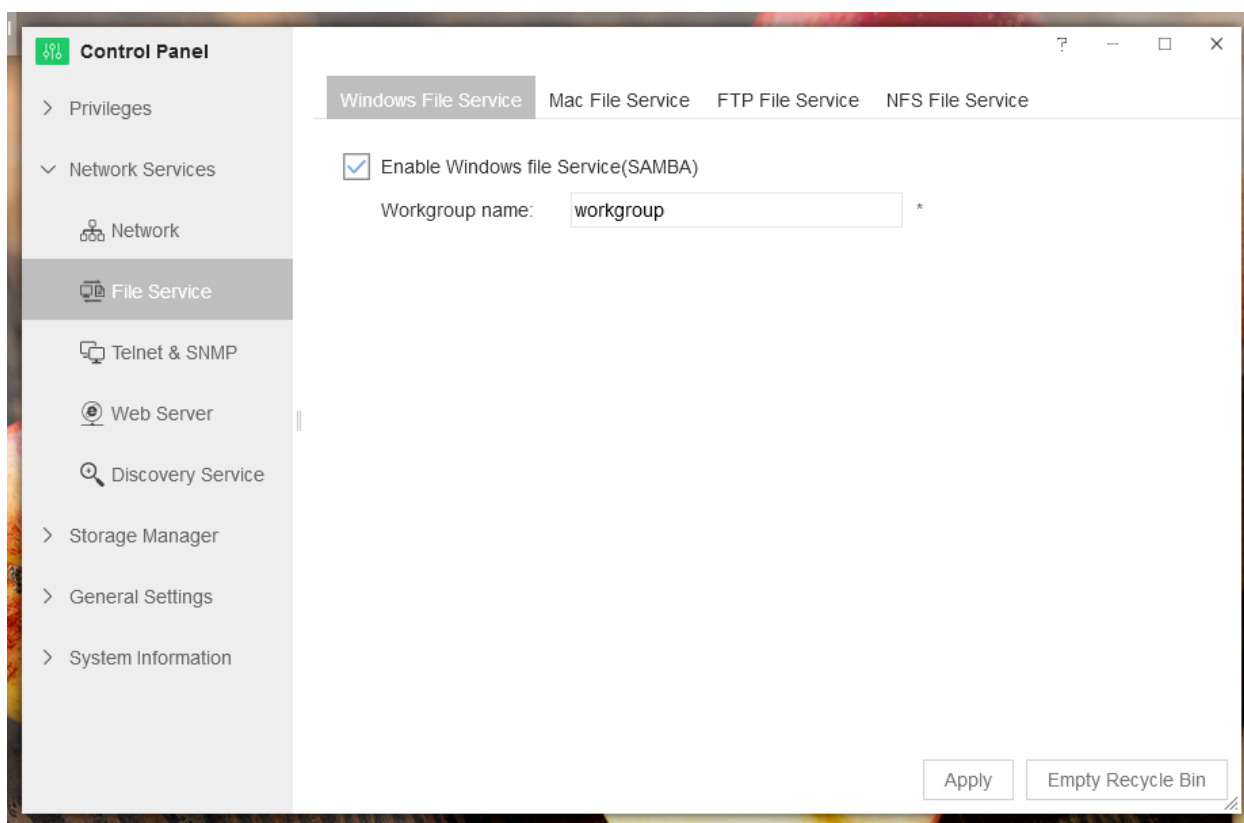 Control Panel
Privileges
Network Services
Network
File Service
Telnet & SNMP
Web Server
Discovery Service
Storage Manager
General Settings
System Information
?
Windows File Service Mac File Service FTP File Service NFS File Service
Enable Windows file Service(SAMBA)
Workgroup name: workgroup *
Apply Empty Recycle Bin